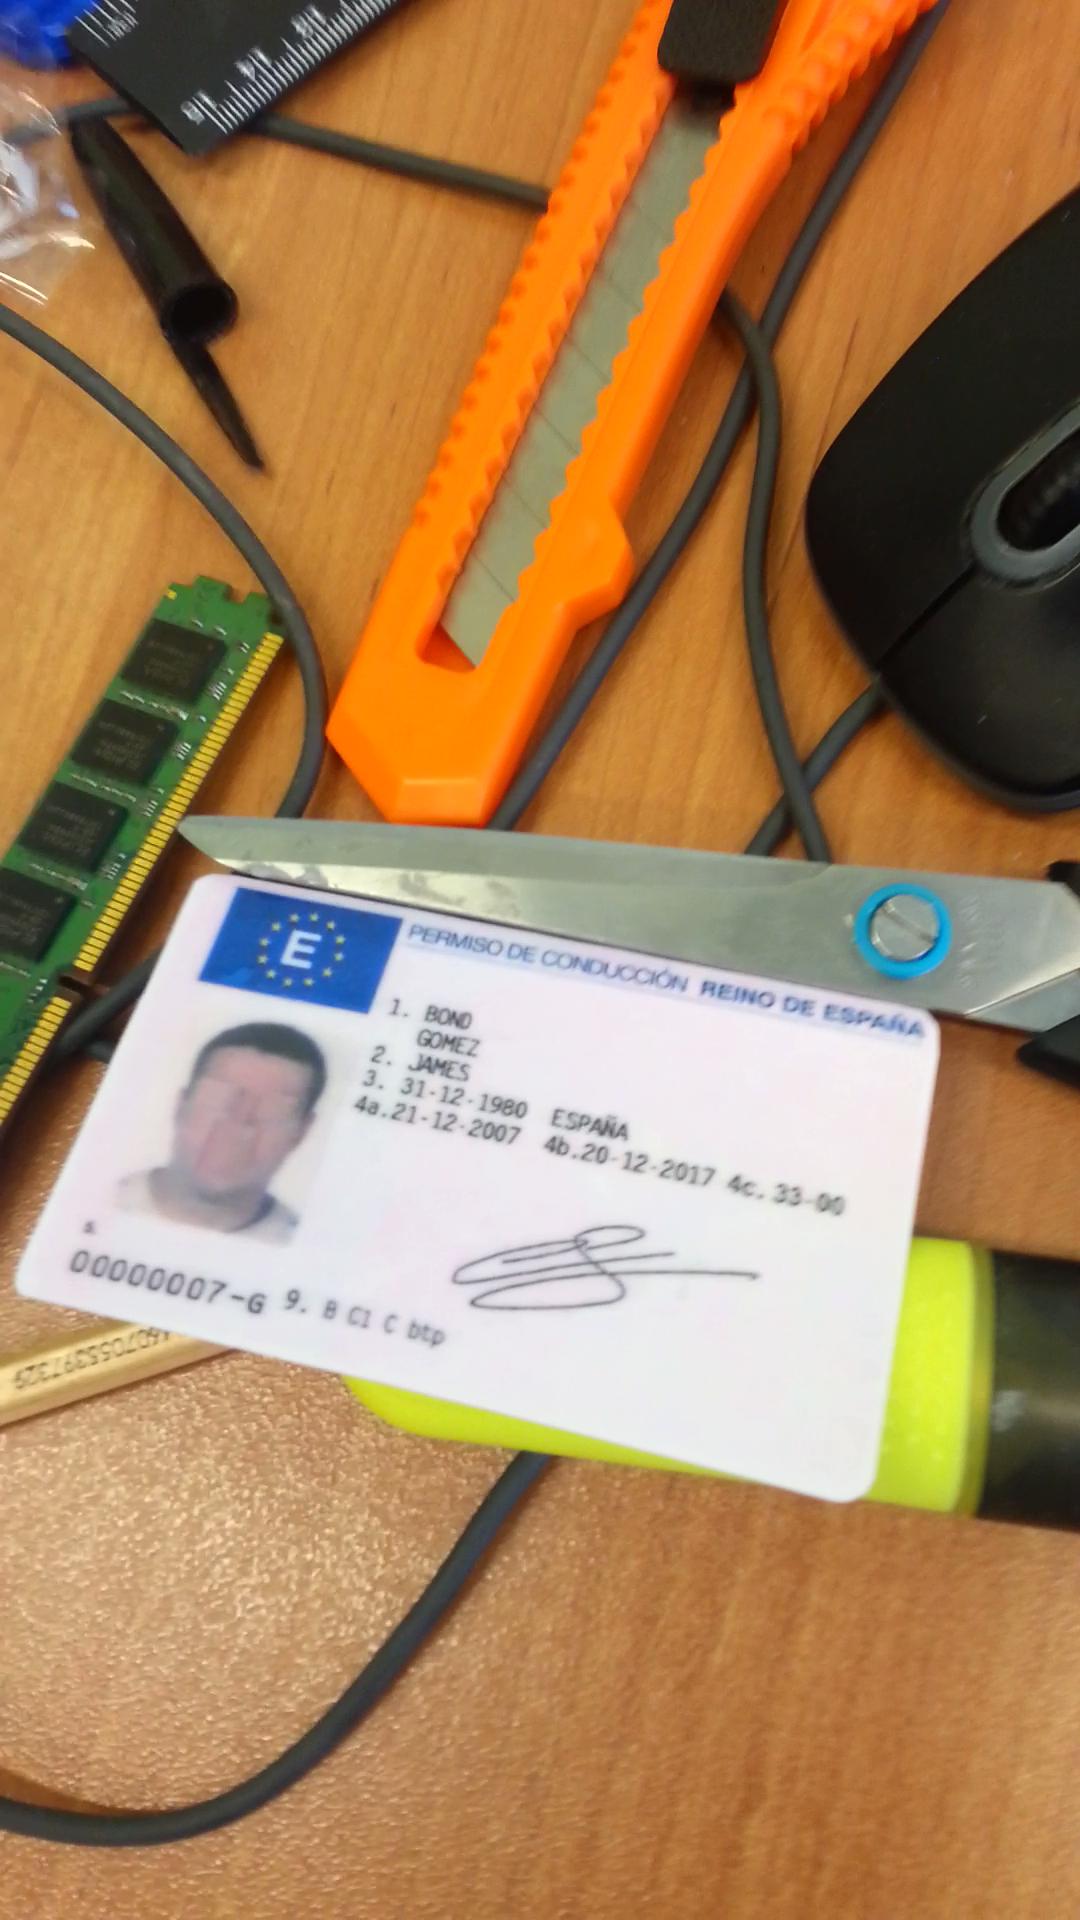 E
PERMISO DE CONDUCCIÓN REINO DE ESPAÑA
1. BOND
GOMEZ
2. JAMES
3. 31-12-1980 ESPAÑA
4a.21-12-2007 4b.20-12-2017 4c.33-00
5.
00000007-G 9. B C1 C btp